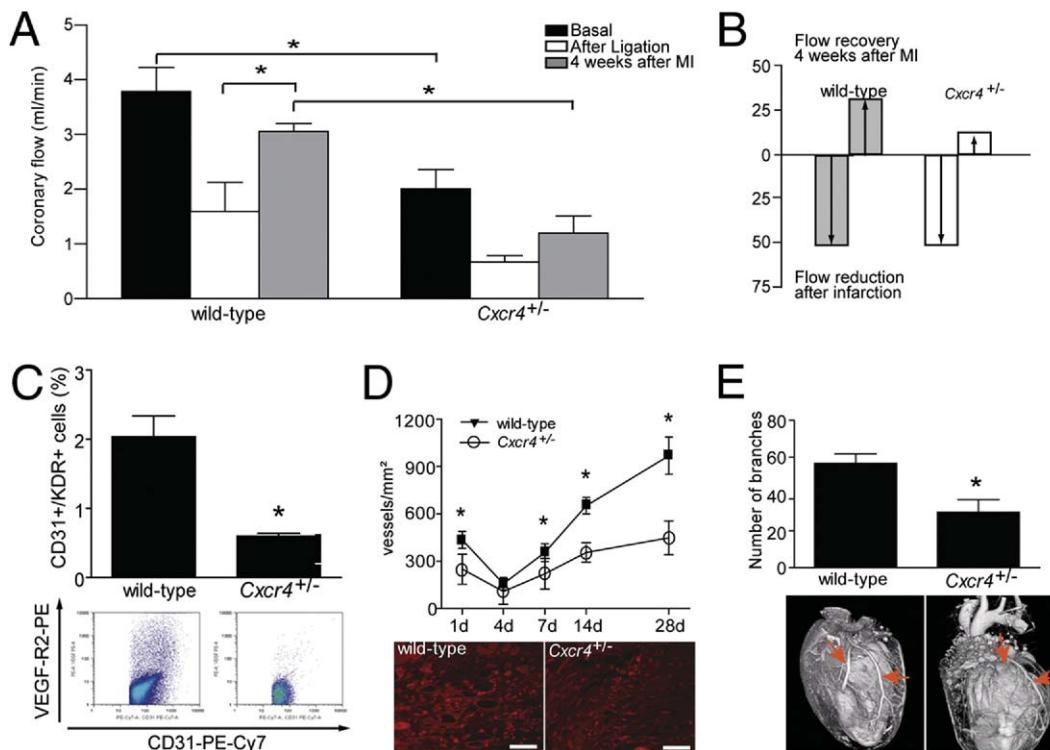 A
Coronary flow (ml/min)
5
4
3
2
1
0
*
*
*
Basal
After Ligation
4 weeks after MI
wild-type
Cxcr4+/-
B
Flow recovery
4 weeks after MI
wild-type
Cxcr4+/-
50
25
0
25
50
75
Flow reduction
after infarction
C
CD31+/KDR+ cells (%)
3
2
1
0
*
wild-type
Cxcr4+/-
VEGF-R2-PE
CD31-PE-Cy7
D
vessels/mm²
1200
900
600
300
0
wild-type
Cxcr4+/-
*
*
*
*
1d
4d
7d
14d
28d
wild-type
Cxcr4+/-
E
Number of branches
80
60
40
20
0
*
wild-type
Cxcr4+/-